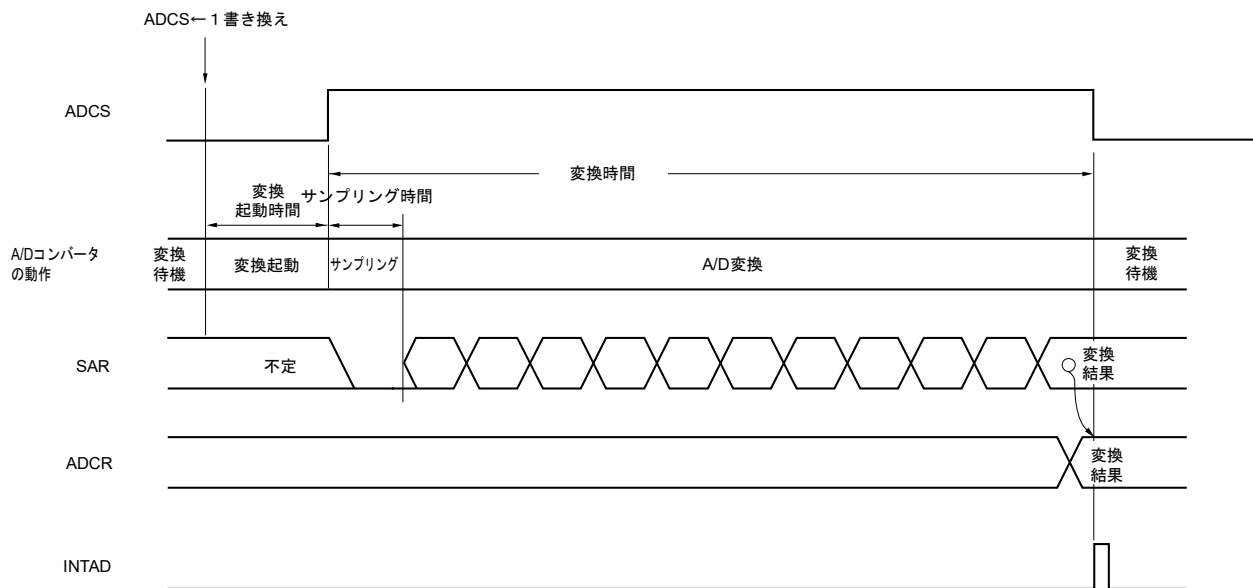 ADCS←１書き換え
ADCS
変換時間
変換
起動時間
サンプリング時間
A/Dコンバータ
の動作
変換
待機
変換起動
サンプリング
A/D変換
変換
待機
SAR
不定
変換
結果
ADCR
変換
結果
INTAD